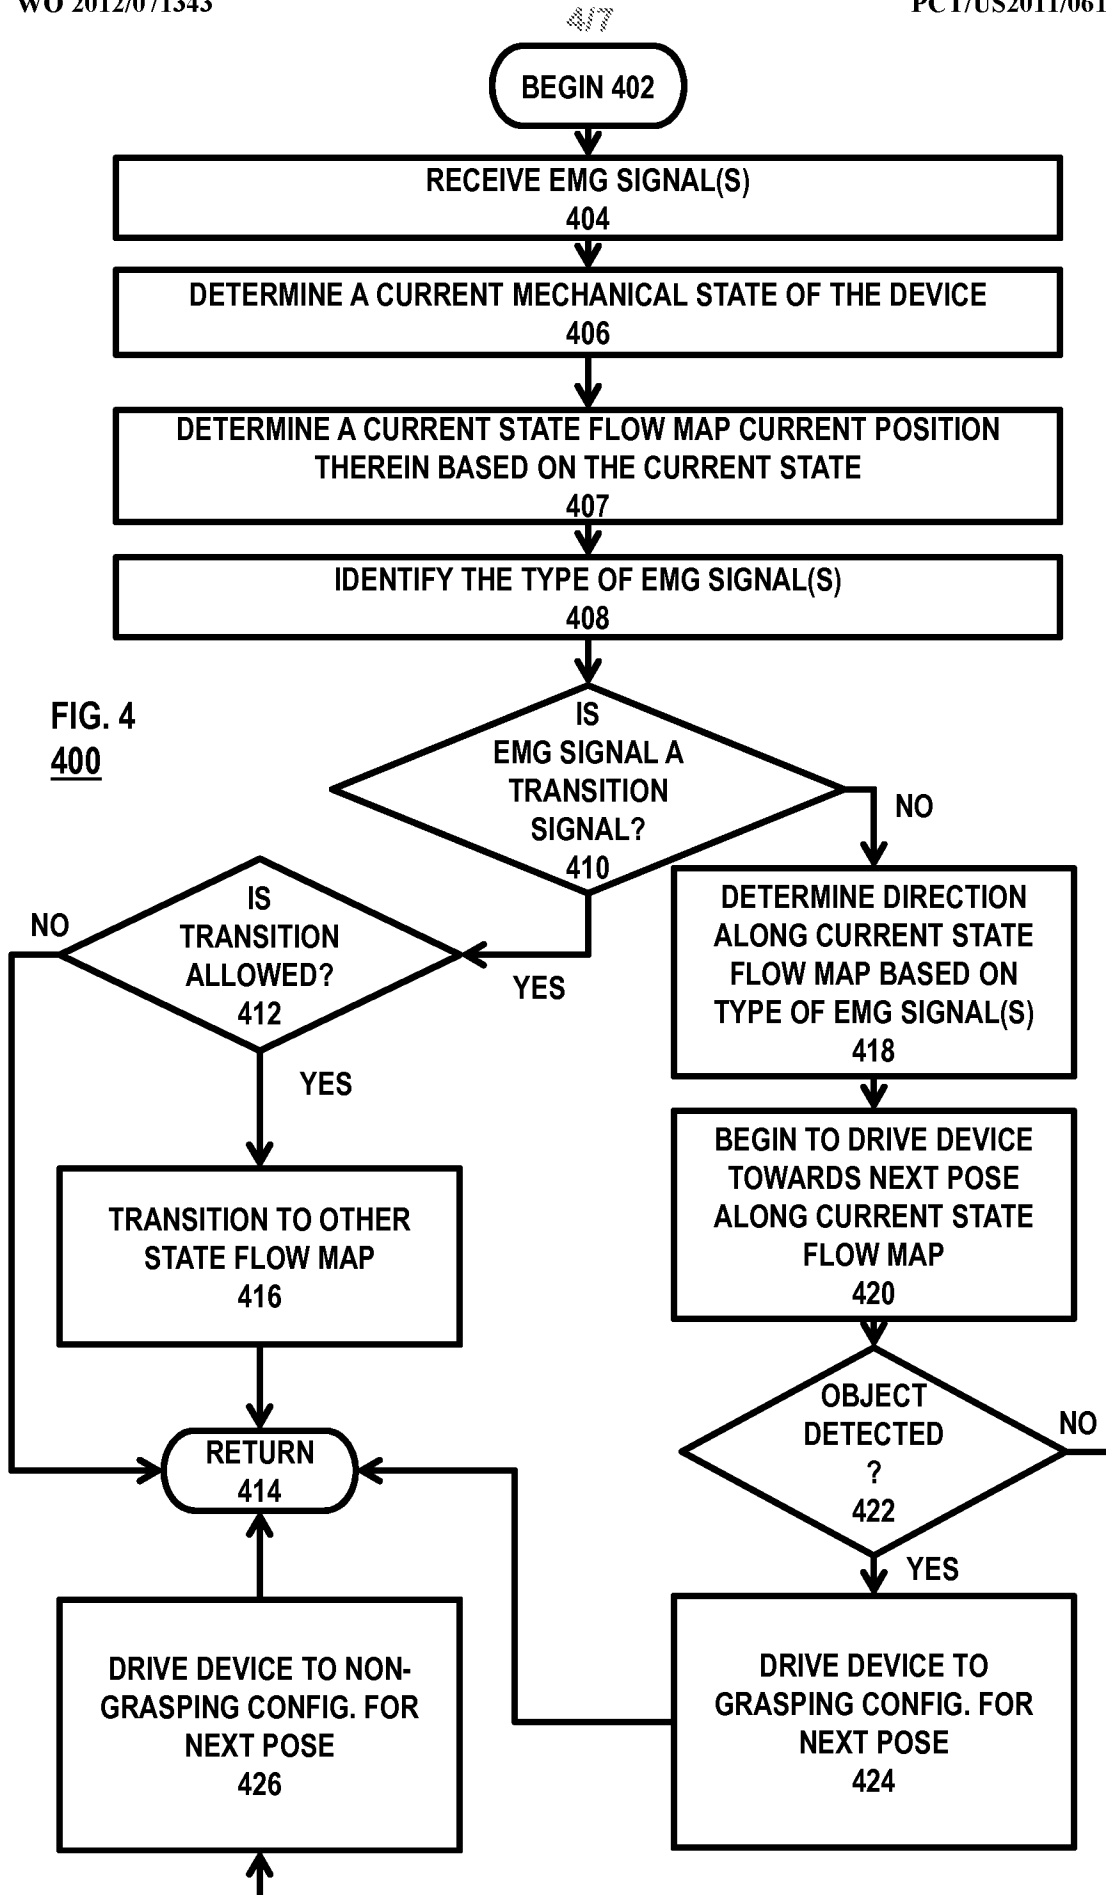 WO 2012/071343
PCT/US2011/061
4/7
BEGIN 402
RECEIVE EMG SIGNAL(S)
404
DETERMINE A CURRENT MECHANICAL STATE OF THE DEVICE
406
DETERMINE A CURRENT STATE FLOW MAP CURRENT POSITION
THEREIN BASED ON THE CURRENT STATE
407
IDENTIFY THE TYPE OF EMG SIGNAL(S)
408
FIG. 4
400
IS
EMG SIGNAL A
TRANSITION
SIGNAL?
410
NO
YES
IS
TRANSITION
ALLOWED?
412
NO
YES
DETERMINE DIRECTION
ALONG CURRENT STATE
FLOW MAP BASED ON
TYPE OF EMG SIGNAL(S)
418
BEGIN TO DRIVE DEVICE
TOWARDS NEXT POSE
ALONG CURRENT STATE
FLOW MAP
420
TRANSITION TO OTHER
STATE FLOW MAP
416
OBJECT
DETECTED
?
422
NO
YES
RETURN
414
DRIVE DEVICE TO NON-
GRASPING CONFIG. FOR
NEXT POSE
426
DRIVE DEVICE TO
GRASPING CONFIG. FOR
NEXT POSE
424